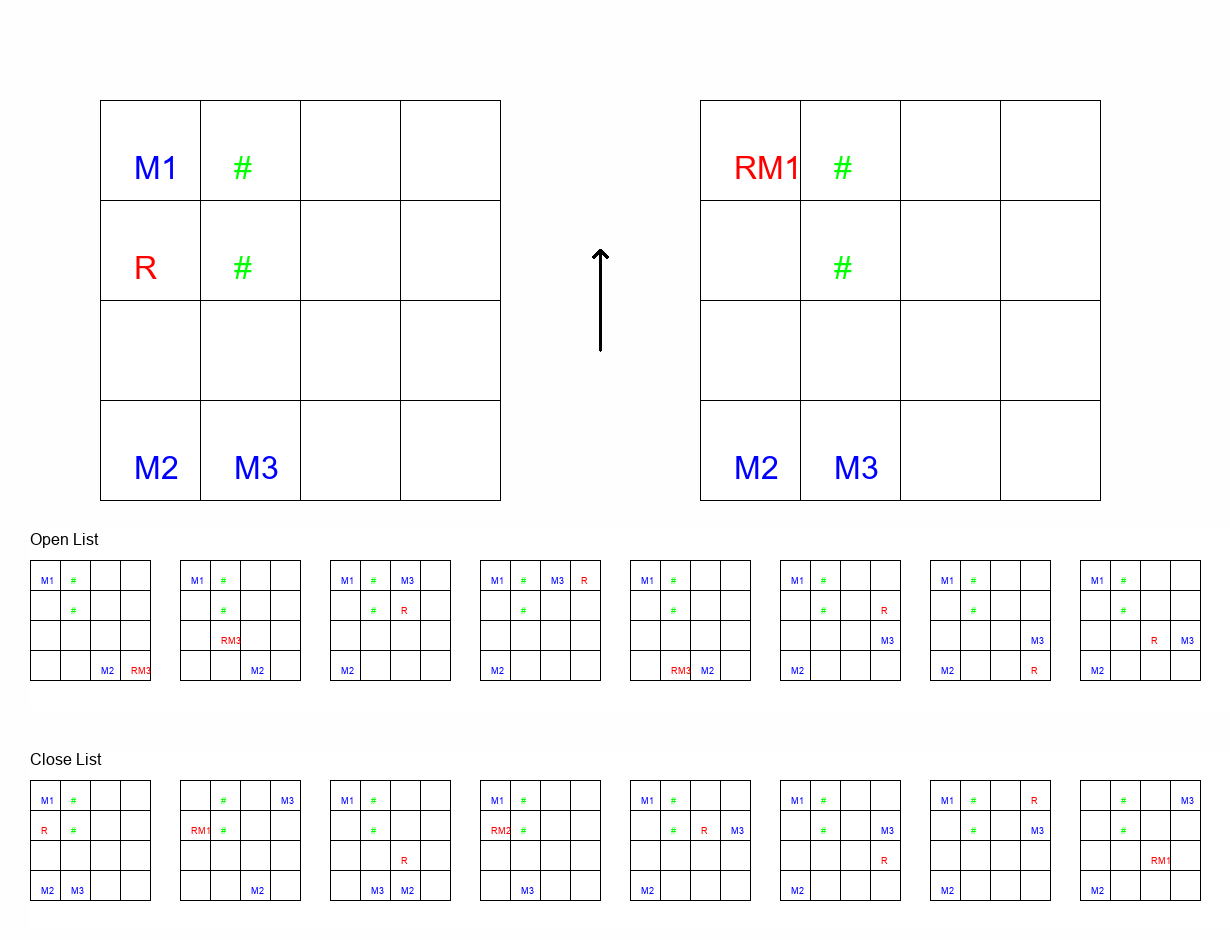 M1 # RM1 #
R # #
M2 M3 M2 M3
Open List
M1 # M1 # M1 # M3 M1 # M3 R M1 # M1 # M1 # M1 #
# # # R # # # R # #
RM3 M3 M3 R M3
M2 RM3 M2 M2 M2 RM3 M2 M2 M2 R M2
Close List
M1 # # M3 M1 # M1 # M1 # M1 # M1 # R # M3
R # RM1 # # RM2 # # R M3 # M3 # M3 #
R R RM1
M2 M3 M2 M3 M2 M3 M2 M2 M2 M2